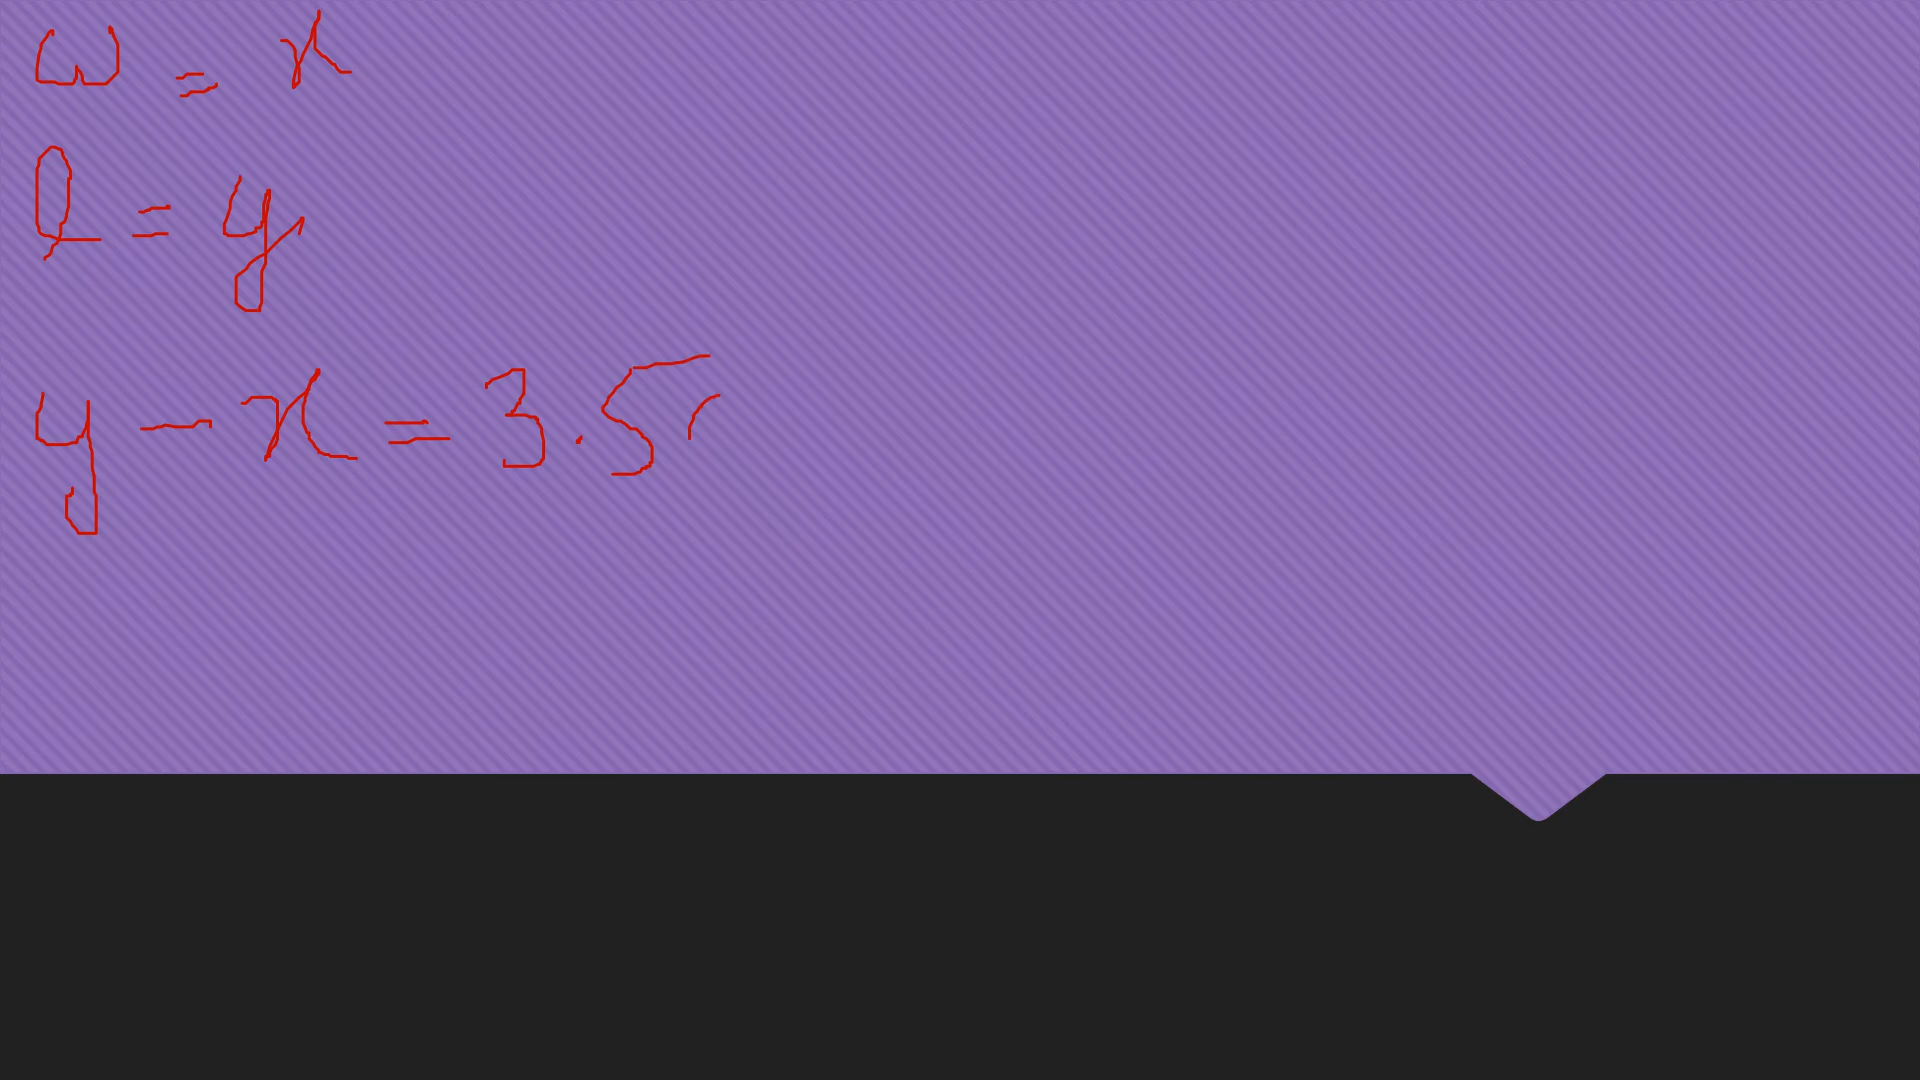 ω = x
l = y
y - x = 3.5